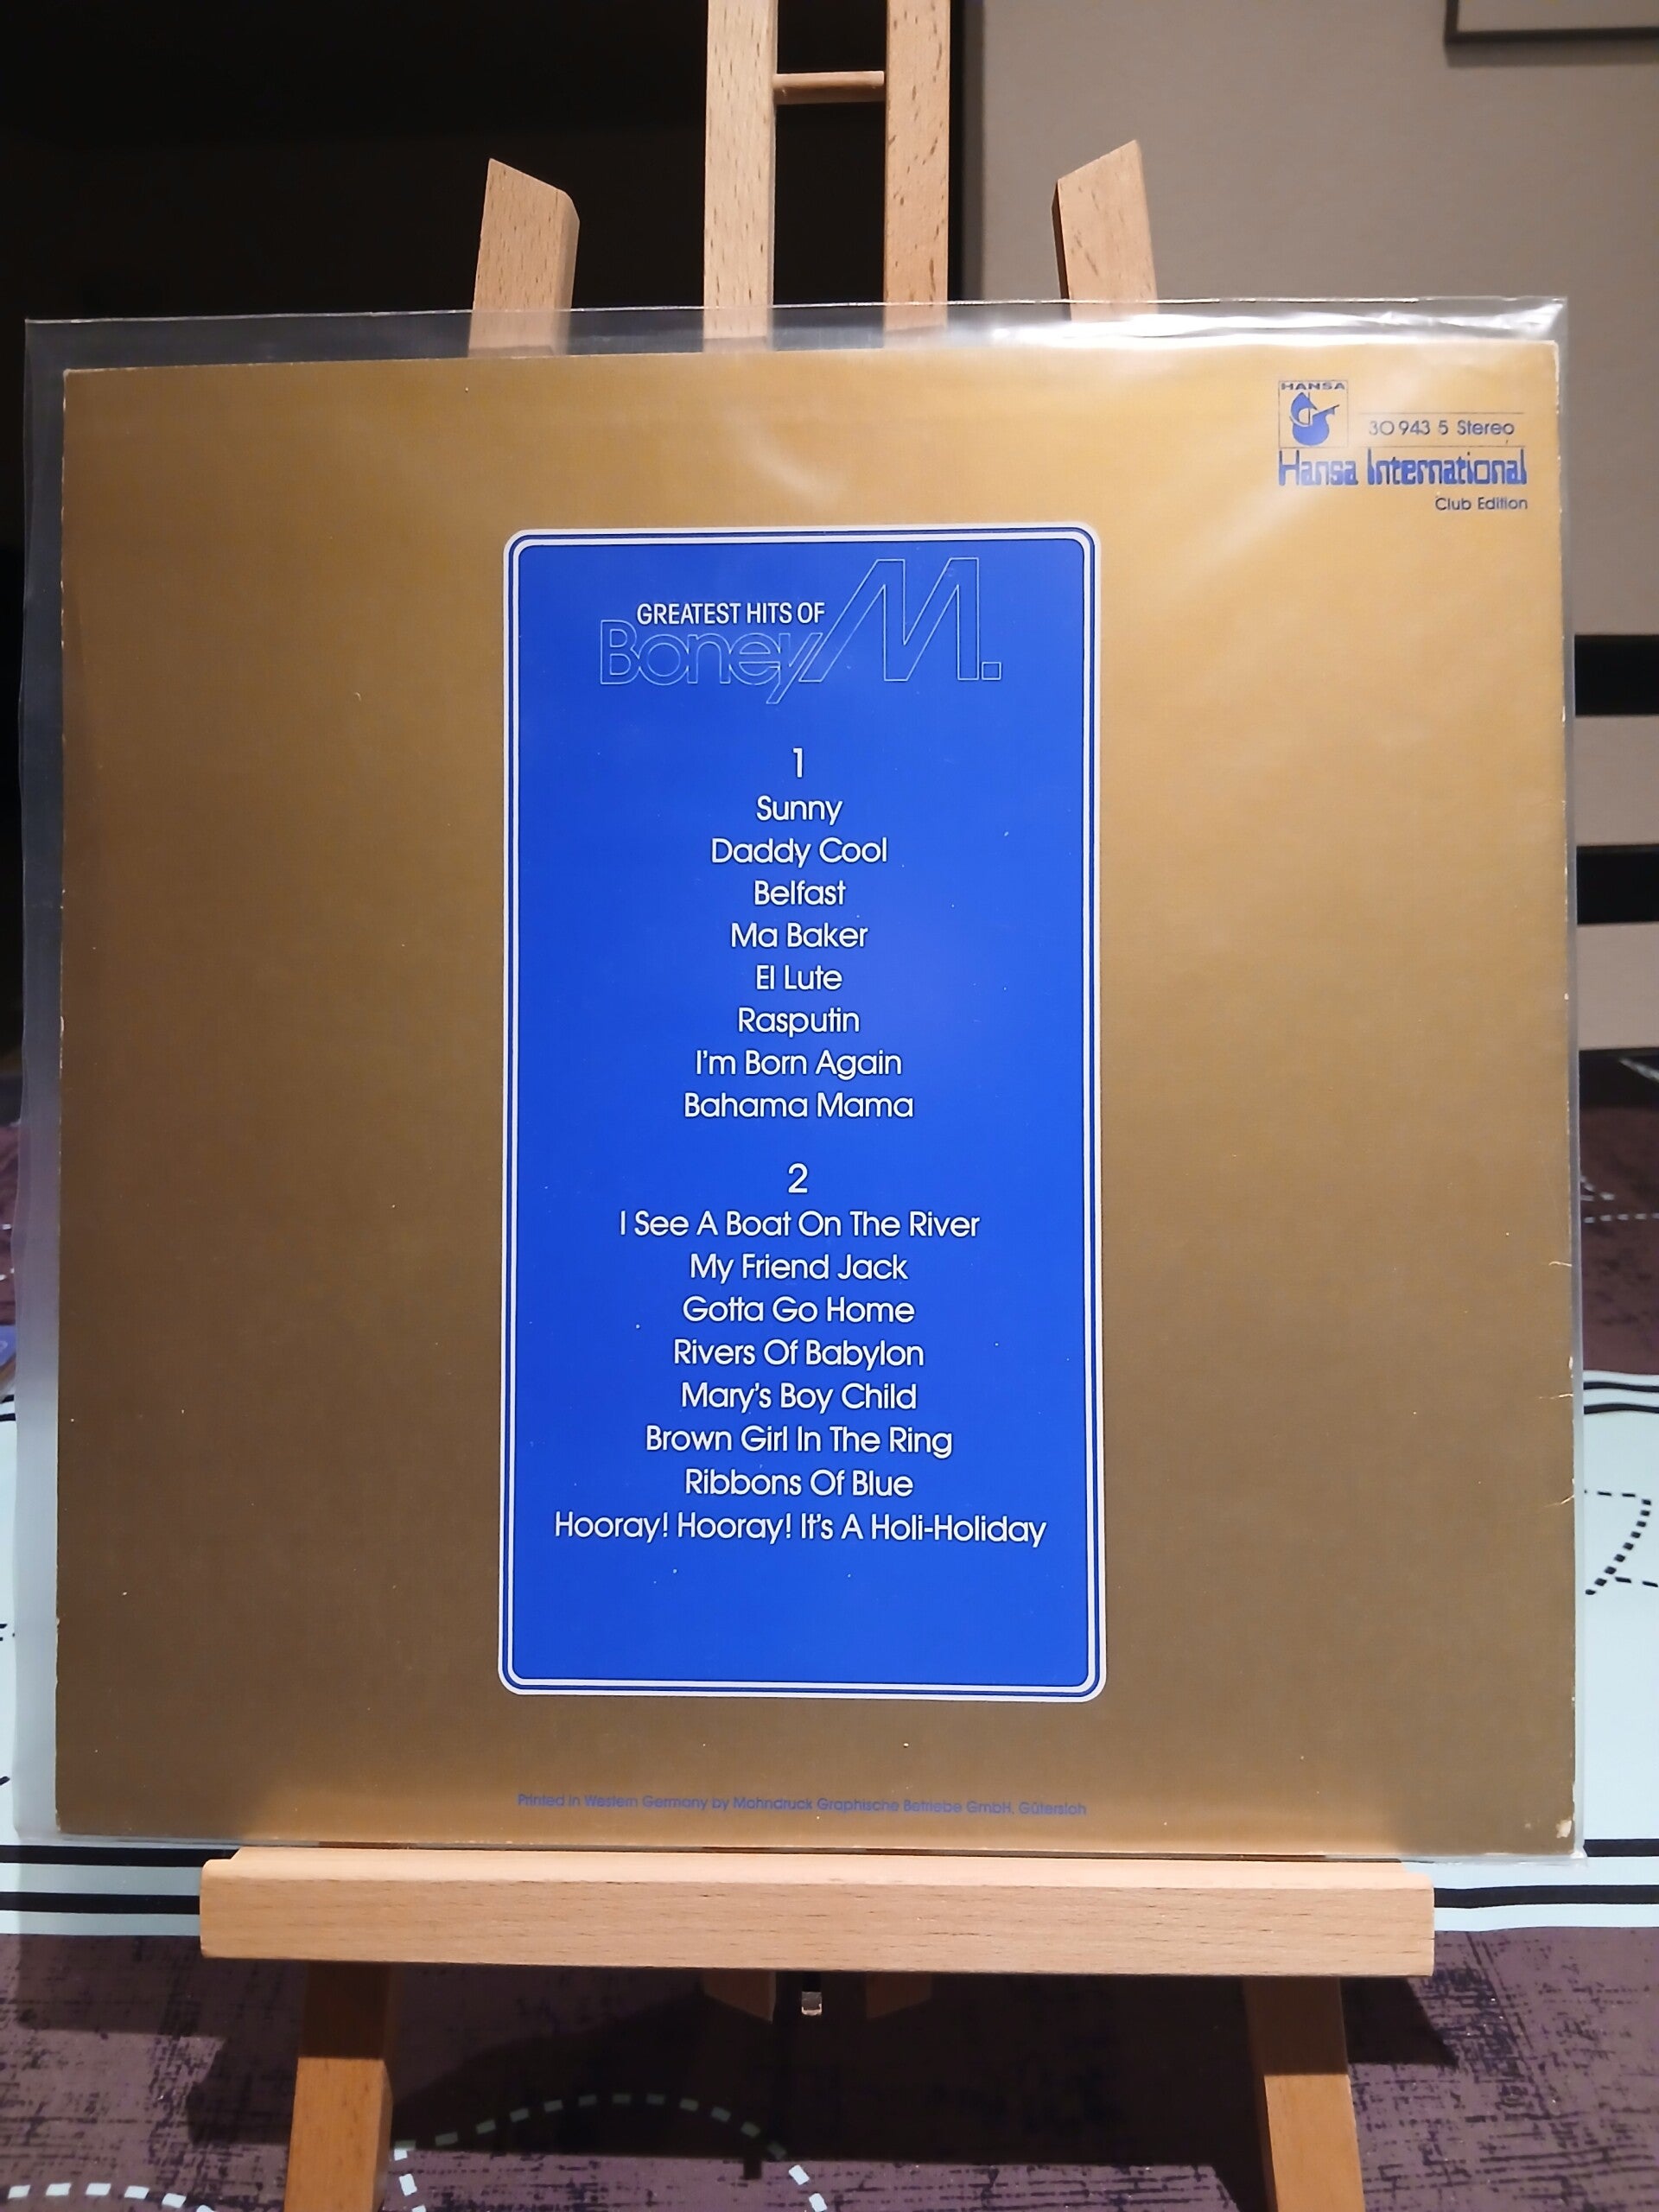 HANSA
30 943 5 Stereo
Hansa International
Club Edition
GREATEST HITS OF
Boney M.
1
Sunny
Daddy Cool
Belfast
Ma Baker
El Lute
Rasputin
I'm Born Again
Bahama Mama
2
I See A Boat On The River
My Friend Jack
Gotta Go Home
Rivers Of Babylon
Mary's Boy Child
Brown Girl In The Ring
Ribbons Of Blue
Hooray! Hooray! It's A Holi-Holiday
Printed in Western Germany by Mohndruck Graphische Betriebe GmbH, Gütersloh